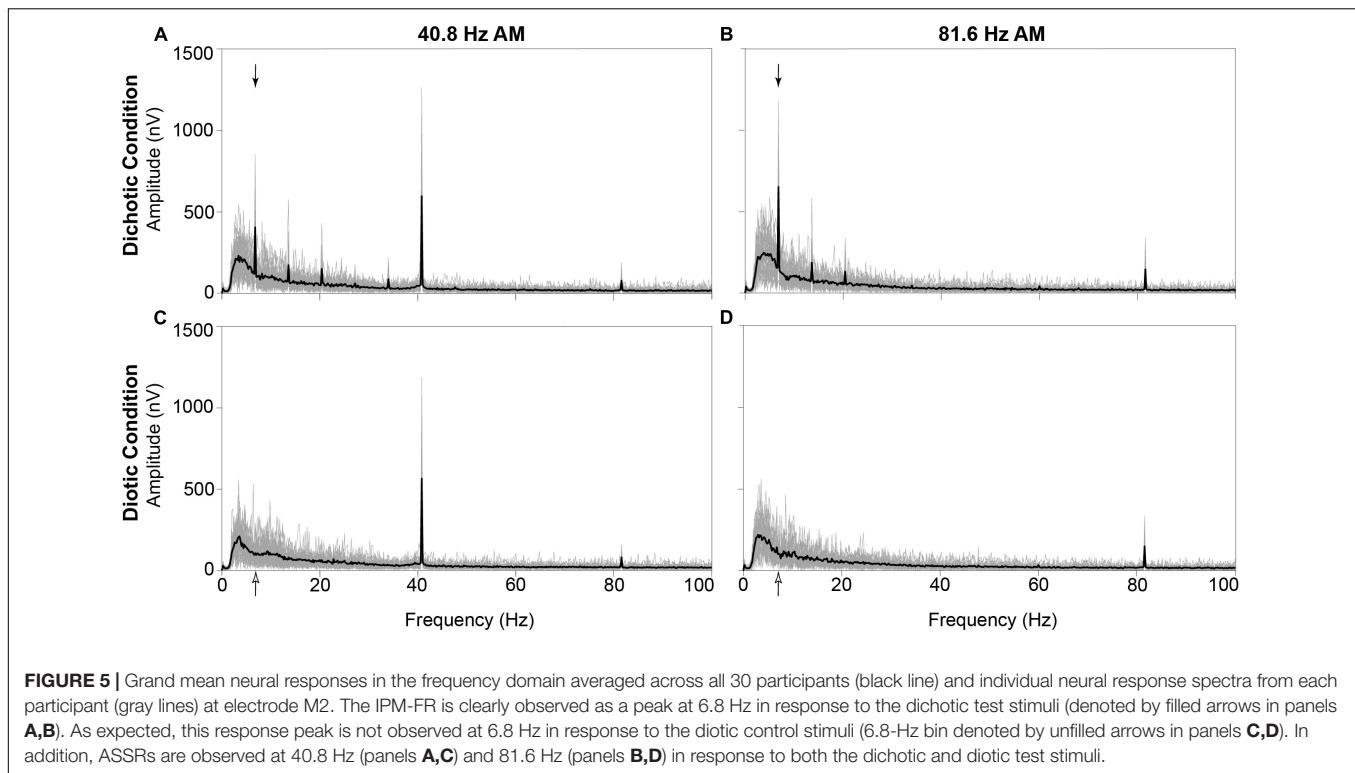 A 40.8 Hz AM B 81.6 Hz AM
1500
1000
500
0
Dichotic Condition
Amplitude (nV)
C D
1500
1000
500
0
Diotic Condition
Amplitude (nV)
0 20 40 60 80 100 0 20 40 60 80 100
Frequency (Hz) Frequency (Hz)
FIGURE 5 | Grand mean neural responses in the frequency domain averaged across all 30 participants (black line) and individual neural response spectra from each
participant (gray lines) at electrode M2. The IPM-FR is clearly observed as a peak at 6.8 Hz in response to the dichotic test stimuli (denoted by filled arrows in panels
A,B). As expected, this response peak is not observed at 6.8 Hz in response to the diotic control stimuli (6.8-Hz bin denoted by unfilled arrows in panels C,D). In
addition, ASSRs are observed at 40.8 Hz (panels A,C) and 81.6 Hz (panels B,D) in response to both the dichotic and diotic test stimuli.